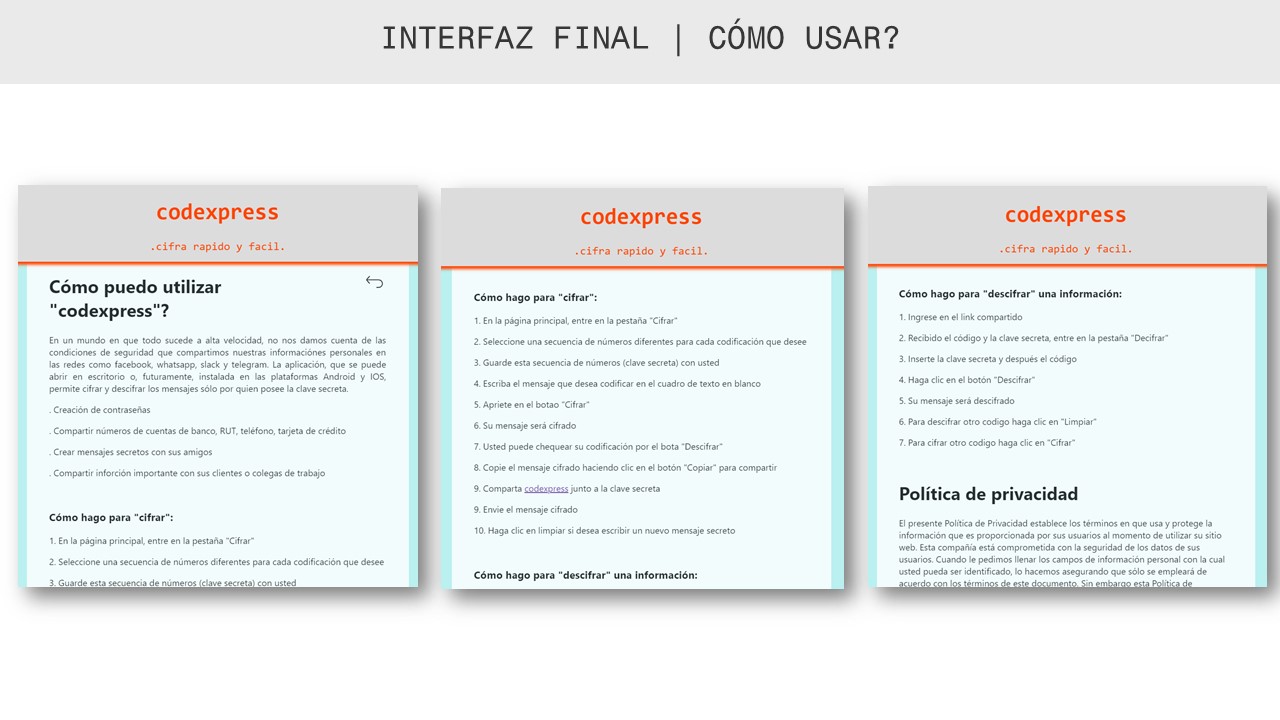 INTERFAZ FINAL | CÓMO USAR?
codexpress
.cifra rapido y facil.
Cómo puedo utilizar
"codexpress"?
En un mundo en que todo sucede a alta velocidad, no nos damos cuenta de las
condiciones de seguridad que compartimos nuestras informaciónes personales en
las redes como facebook, whatsapp, slack y telegram. La aplicación, que se puede
abrir en escritorio o, futuramente, instalada en las plataformas Android y IOS,
permite cifrar y descifrar los mensajes sólo por quien posee la clave secreta.
. Creación de contraseñas
. Compartir números de cuentas de banco, RUT, teléfono, tarjeta de crédito
. Crear mensajes secretos con sus amigos
. Compartir inforción importante con sus clientes o colegas de trabajo
Cómo hago para "cifrar":
1. En la página principal, entre en la pestaña "Cifrar"
2. Seleccione una secuencia de números diferentes para cada codificación que desee
3. Guarde esta secuencia de números (clave secreta) con usted
codexpress
.cifra rapido y facil.
Cómo hago para "cifrar":
1. En la página principal, entre en la pestaña "Cifrar"
2. Seleccione una secuencia de números diferentes para cada codificación que desee
3. Guarde esta secuencia de números (clave secreta) con usted
4. Escriba el mensaje que desea codificar en el cuadro de texto en blanco
5. Apriete en el botao "Cifrar"
6. Su mensaje será cifrado
7. Usted puede chequear su codificación por el bota "Descifrar"
8. Copie el mensaje cifrado haciendo clic en el botón "Copiar" para compartir
9. Comparta codexpress junto a la clave secreta
9. Envie el mensaje cifrado
10. Haga clic en limpiar si desea escribir un nuevo mensaje secreto
Cómo hago para "descifrar" una información:
codexpress
.cifra rapido y facil.
Cómo hago para "descifrar" una información:
1. Ingrese en el link compartido
2. Recibido el código y la clave secreta, entre en la pestaña "Decifrar"
3. Inserte la clave secreta y después el código
4. Haga clic en el botón "Descifrar"
5. Su mensaje será descifrado
6. Para descifrar otro codigo haga clic en "Limpiar"
7. Para cifrar otro codigo haga clic en "Cifrar"
Política de privacidad
El presente Política de Privacidad establece los términos en que usa y protege la
información que es proporcionada por sus usuarios al momento de utilizar su sitio
web. Esta compañía está comprometida con la seguridad de los datos de sus
usuarios. Cuando le pedimos llenar los campos de información personal con la cual
usted pueda ser identificado, lo hacemos asegurando que sólo se empleará de
acuerdo con los términos de este documento. Sin embargo esta Política de